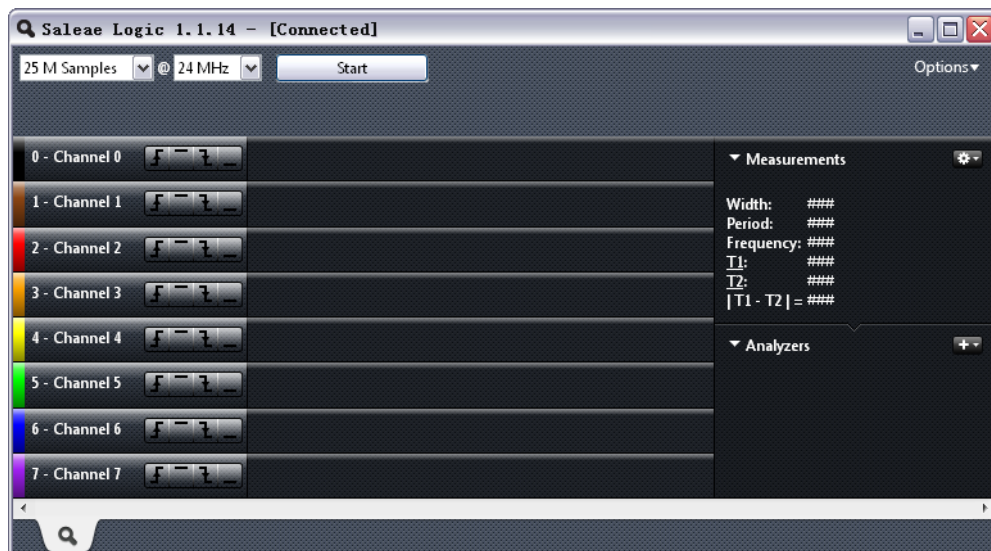 Saleae Logic 1.1.14 - [Connected]
25 M Samples @ 24 MHz Start Options
0 - Channel 0
1 - Channel 1
2 - Channel 2
3 - Channel 3
4 - Channel 4
5 - Channel 5
6 - Channel 6
7 - Channel 7
Measurements
Width: ###
Period: ###
Frequency: ###
T1: ###
T2: ###
| T1 - T2 | = ###
Analyzers